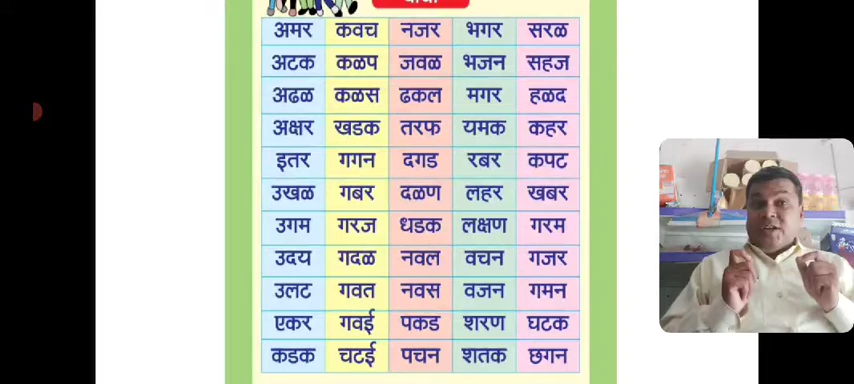 वाचा
अमर कवच नजर भगर सरळ
अटक कळप जवळ भजन सहज
अढळ कळस ढकल मगर हळद
अक्षर खडक तरफ यमक कहर
इतर गगन दगड रबर कपट
उखळ गबर दळण लहर खबर
उगम गरज धडक लक्षण गरम
उदय गदळ नवल वचन गजर
उलट गवत नवस वजन गमन
एकर गवई पकड शरण घटक
कडक चटई पचन शतक छगन